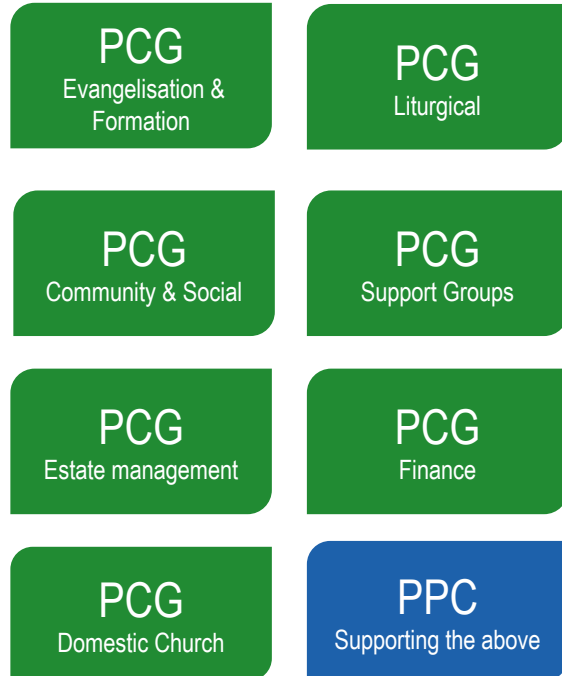 PCG
Evangelisation &
Formation
PCG
Liturgical
PCG
Community & Social
PCG
Support Groups
PCG
Estate management
PCG
Finance
PCG
Domestic Church
PPC
Supporting the above